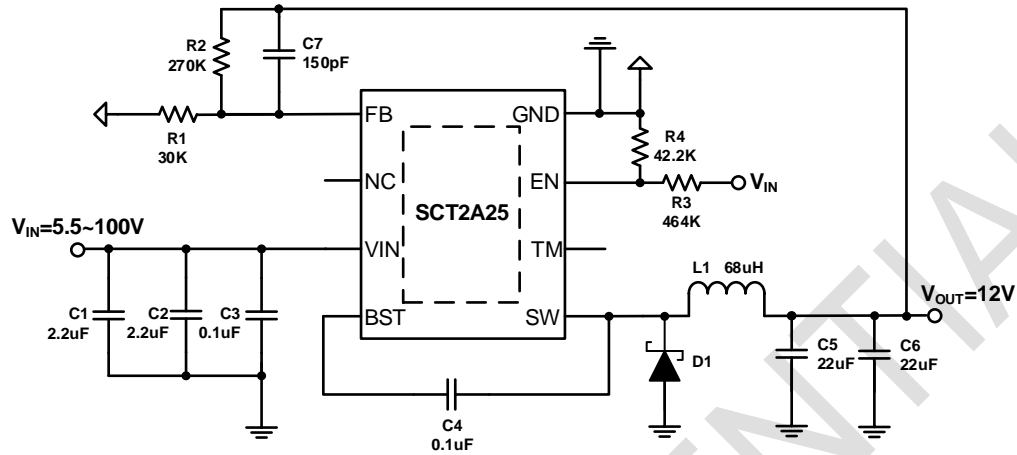 R2
270K
C7
150pF
R1
30K
FB
GND
R4
42.2K
NC
EN
R3
464K
V_IN
SCT2A25
V_IN=5.5~100V
VIN
TM
L1 68uH
V_OUT=12V
C1
2.2uF
C2
2.2uF
C3
0.1uF
BST
SW
D1
C5
22uF
C6
22uF
C4
0.1uF